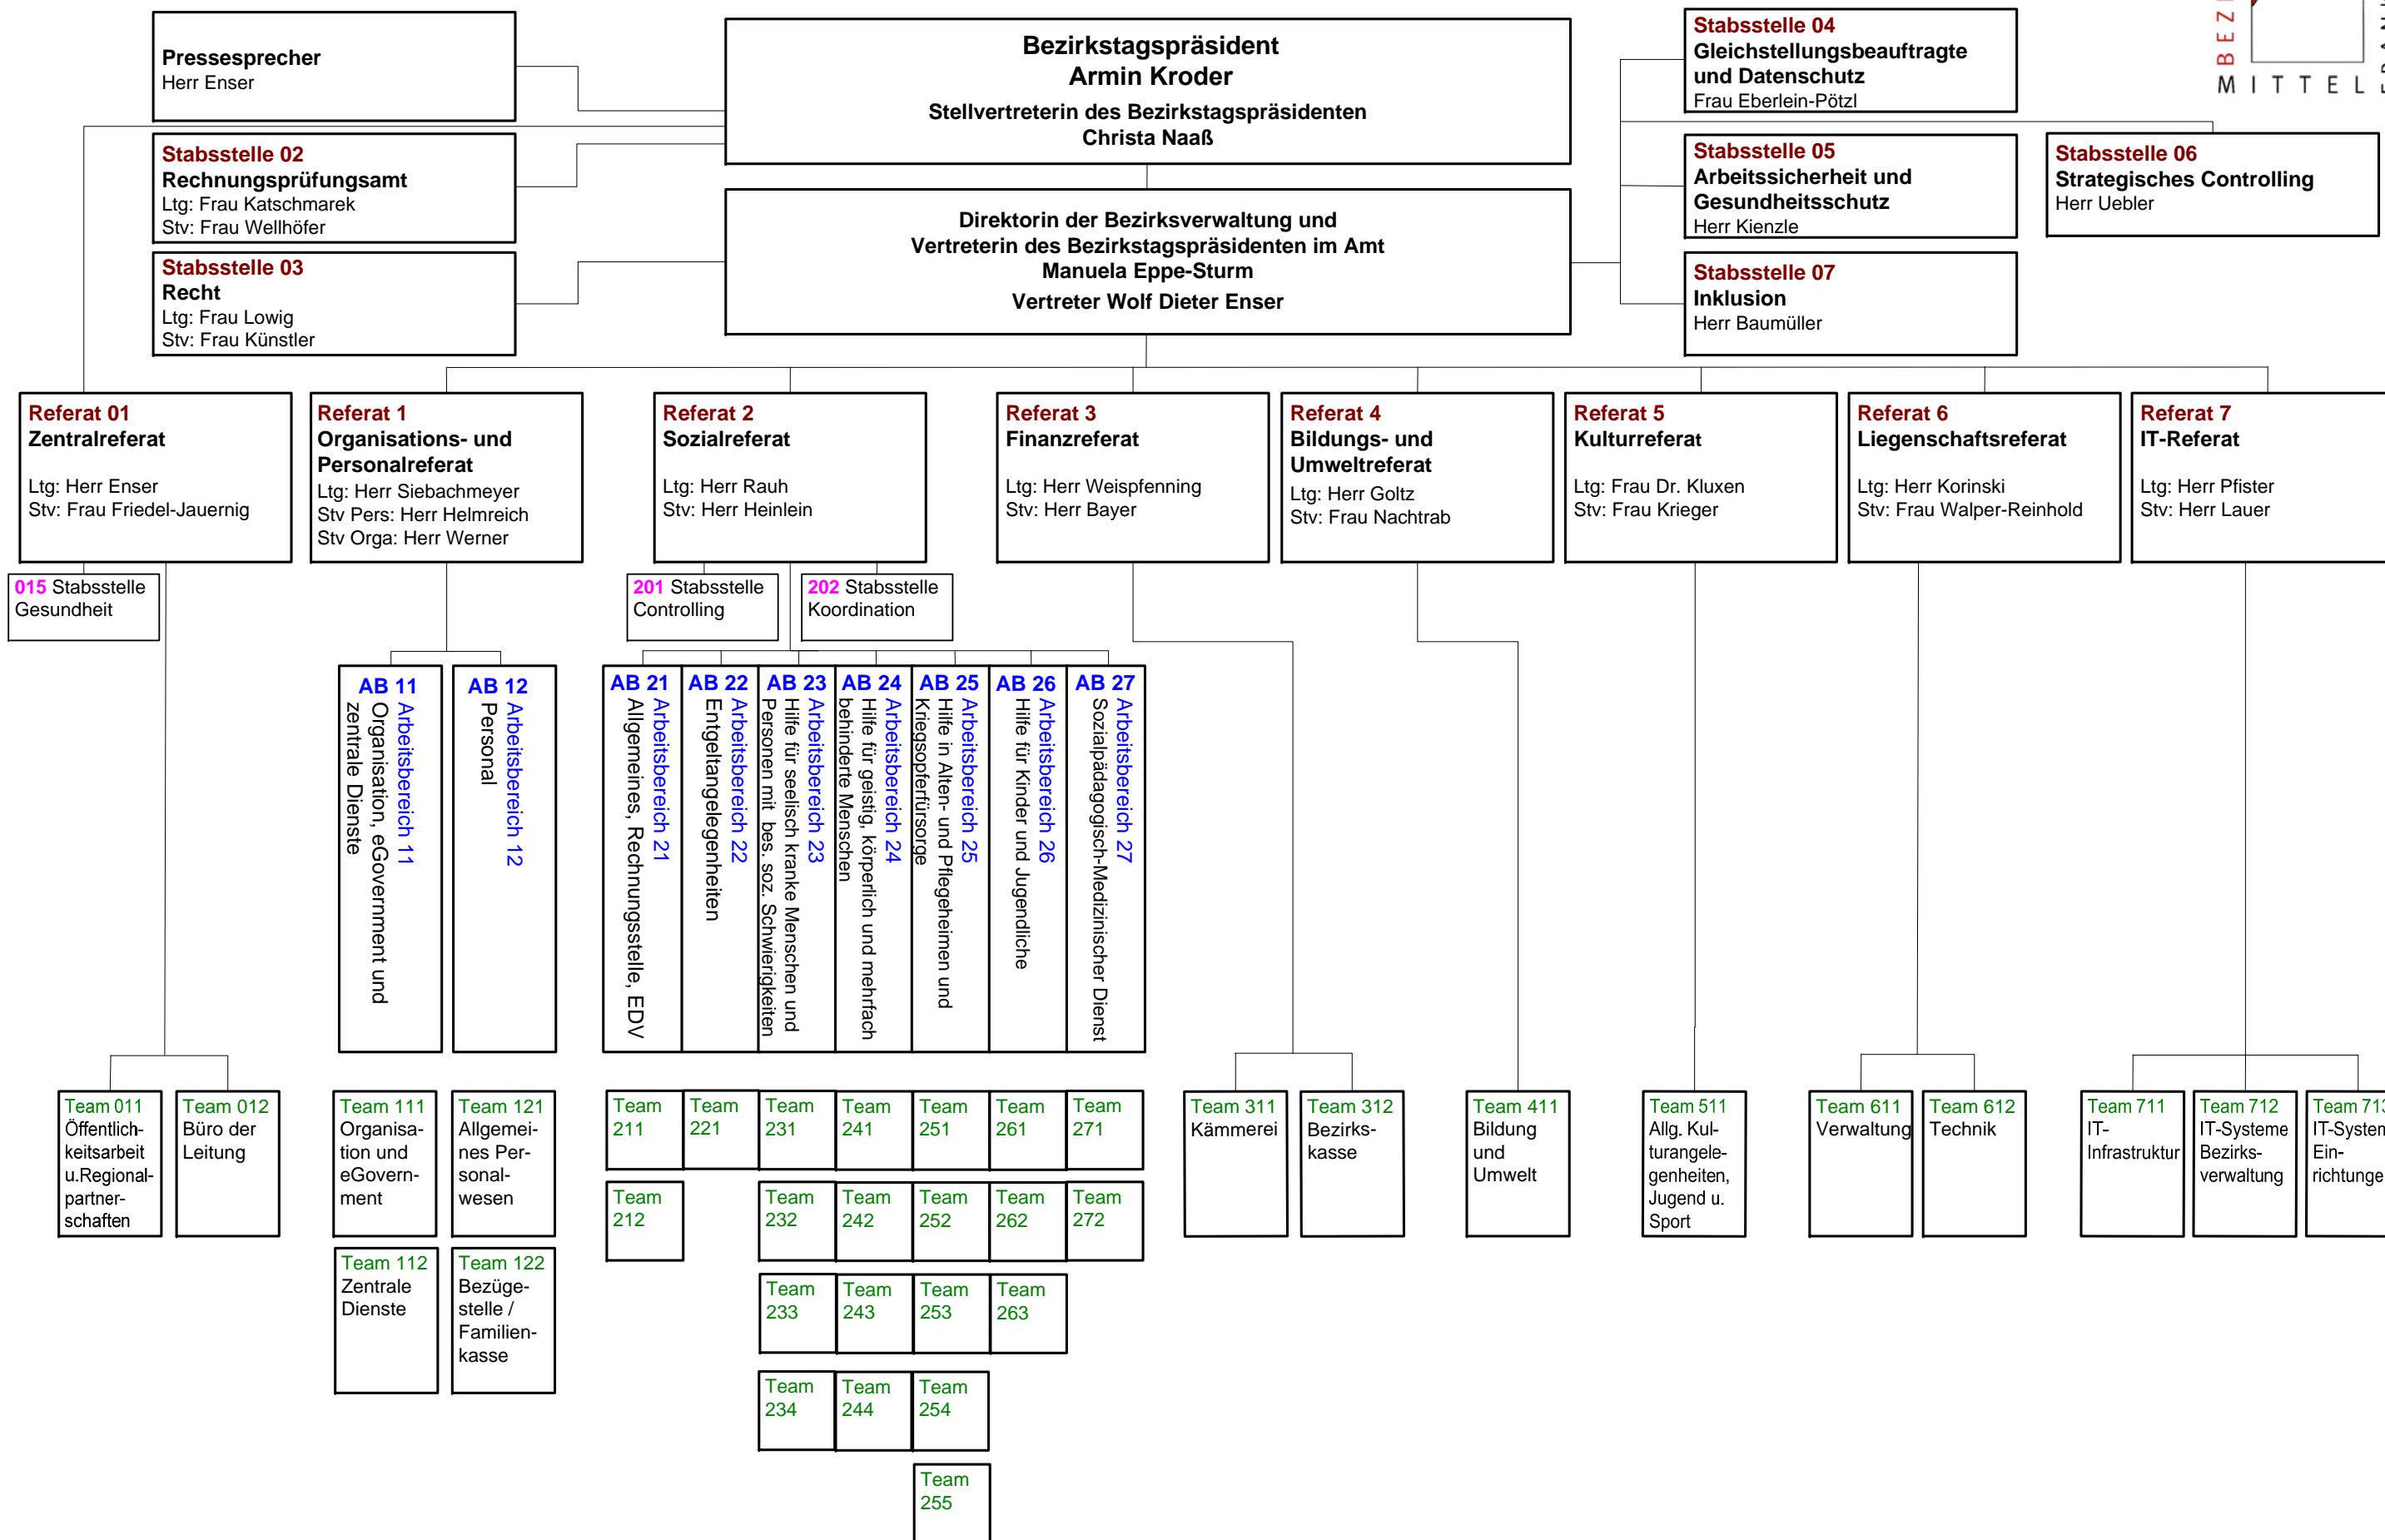 Pressesprecher
Herr Enser
Bezirkstagspräsident
Armin Kroder
Stellvertreterin des Bezirkstagspräsidenten
Christa Naaß
Stabsstelle 04
Gleichstellungsbeauftragte
und Datenschutz
Frau Eberlein-Pötzl
MITTEL
Stabsstelle 02
Rechnungsprüfungsamt
Ltg: Frau Katschmarek
Stv: Frau Wellhöfer
Stabsstelle 05
Arbeitssicherheit und
Gesundheitsschutz
Herr Kienzle
Stabsstelle 06
Strategisches Controlling
Herr Uebler
Stabsstelle 03
Recht
Ltg: Frau Lowig
Stv: Frau Künstler
Direktorin der Bezirksverwaltung und
Vertreterin des Bezirkstagspräsidenten im Amt
Manuela Eppe-Sturm
Vertreter Wolf Dieter Enser
Stabsstelle 07
Inklusion
Herr Baumüller
Referat 01
Zentralreferat
Ltg: Herr Enser
Stv: Frau Friedel-Jauernig
Referat 1
Organisations- und
Personalreferat
Ltg: Herr Siebachmeyer
Stv Pers: Herr Helmreich
Stv Orga: Herr Werner
Referat 2
Sozialreferat
Ltg: Herr Rauh
Stv: Herr Heinlein
Referat 3
Finanzreferat
Ltg: Herr Weispfenning
Stv: Herr Bayer
Referat 4
Bildungs- und
Umweltreferat
Ltg: Herr Goltz
Stv: Frau Nachtrab
Referat 5
Kulturreferat
Ltg: Frau Dr. Kluxen
Stv: Frau Krieger
Referat 6
Liegenschaftsreferat
Ltg: Herr Korinski
Stv: Frau Walper-Reinhold
Referat 7
IT-Referat
Ltg: Herr Pfister
Stv: Herr Lauer
015 Stabsstelle
Gesundheit
201 Stabsstelle
Controlling
202 Stabsstelle
Koordination
AB 11
Arbeitsbereich 11
Organisation, eGovernment und
zentrale Dienste
AB 12
Arbeitsbereich 12
Personal
AB 21
Arbeitsbereich 21
Allgemeines, Rechnungsstelle, EDV
AB 22
Arbeitsbereich 22
Entgeltangelegenheiten
AB 23
Arbeitsbereich 23
Hilfe für seelisch kranke Menschen und
Personen mit bes. soz. Schwierigkeiten
AB 24
Arbeitsbereich 24
Hilfe für geistig, körperlich und mehrfach
behinderte Menschen
AB 25
Arbeitsbereich 25
Hilfe in Alten- und Pflegeheimen und
Kriegsopferfürsorge
AB 26
Arbeitsbereich 26
Hilfe für Kinder und Jugendliche
AB 27
Arbeitsbereich 27
Sozialpädagogisch-Medizinischer Dienst
Team 011
Öffentlich-
keitsarbeit
u.Regional-
partner-
schaften
Team 012
Büro der
Leitung
Team 111
Organisa-
tion und
eGovern-
ment
Team 121
Allgemei-
nes Per-
sonal-
wesen
Team
211
Team
221
Team
231
Team
241
Team
251
Team
261
Team
271
Team 311
Kämmerei
Team 312
Bezirks-
kasse
Team 411
Bildung
und
Umwelt
Team 511
Allg. Kul-
turangele-
genheiten,
Jugend u.
Sport
Team 611
Verwaltung
Team 612
Technik
Team 711
IT-
Infrastruktur
Team 712
IT-Systeme
Bezirks-
verwaltung
Team 713
IT-System
Ein-
richtunge
Team
212
Team
232
Team
242
Team
252
Team
262
Team
272
Team 112
Zentrale
Dienste
Team 122
Bezüge-
stelle /
Familien-
kasse
Team
233
Team
243
Team
253
Team
263
Team
234
Team
244
Team
254
Team
255